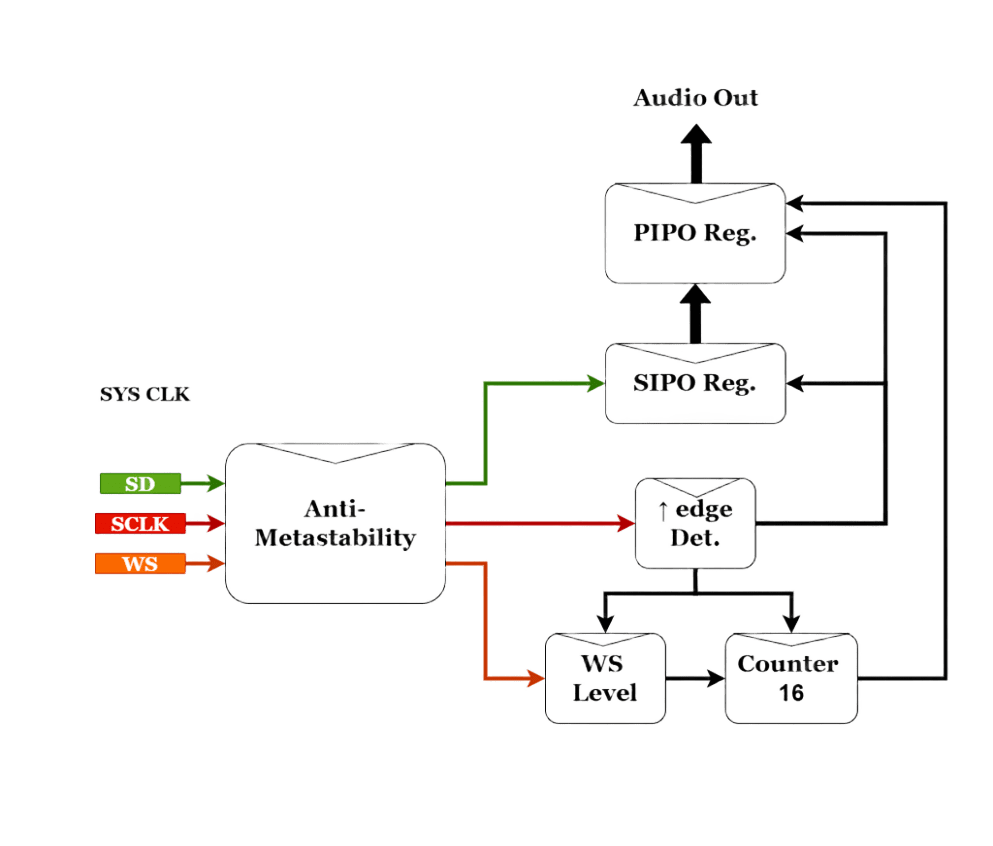 Audio Out
PIPO Reg.
SIPO Reg.
SYS CLK
SD
SCLK
WS
Anti-
Metastability
↑ edge
Det.
WS
Level
Counter
16